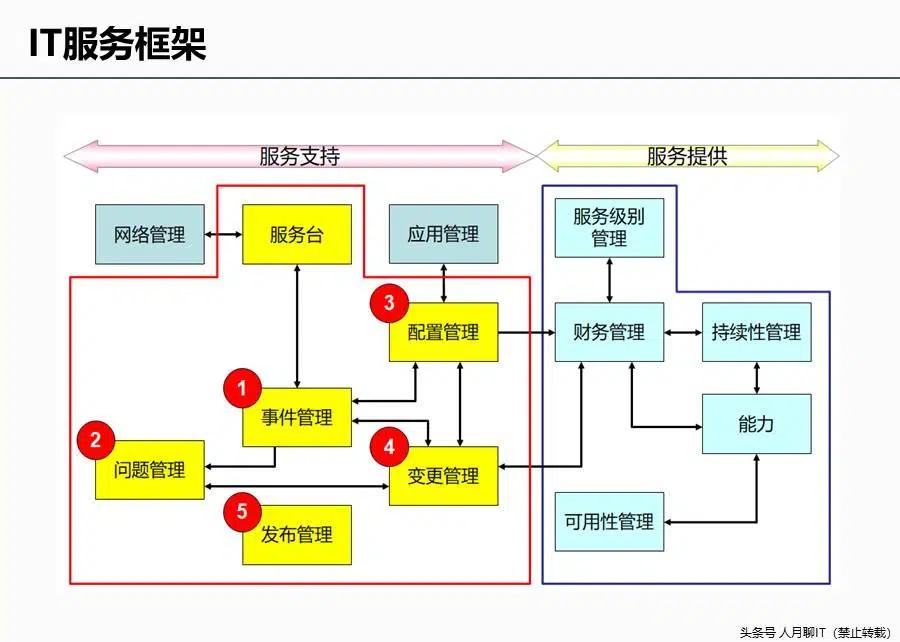 IT服务框架
服务支持
服务提供
网络管理
服务台
应用管理
服务级别
管理
3
配置管理
财务管理
持续性管理
1
事件管理
能力
2
问题管理
4
变更管理
5
发布管理
可用性管理
头条号 人月聊IT（禁止转载）